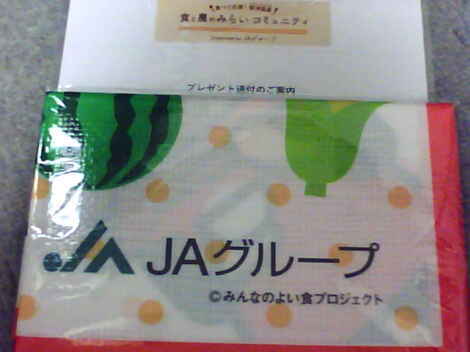 食と農のみらいコミュニティ
プレゼント送付のご案内
JA JAグループ
©みんなのよい食プロジェクト